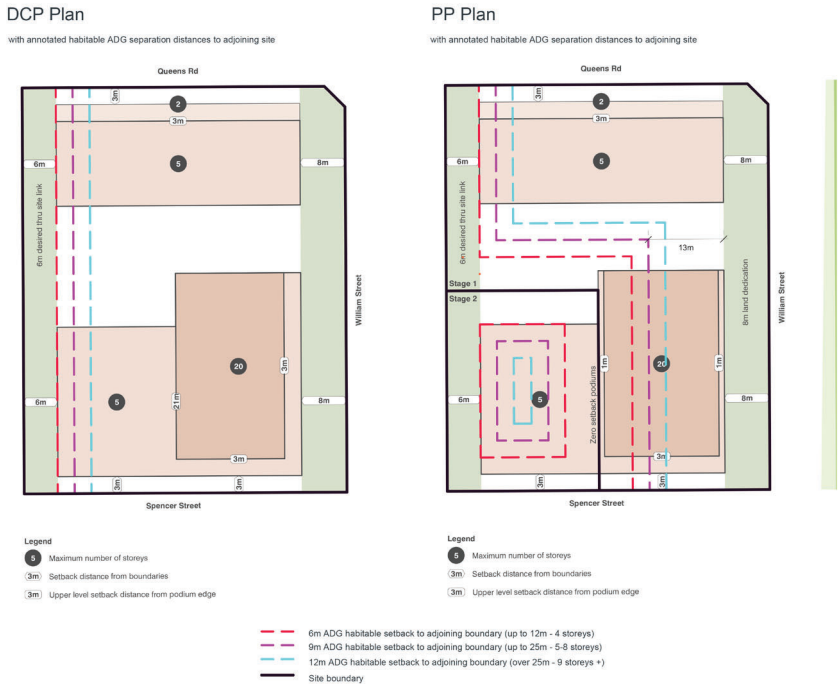 DCP Plan
with annotated habitable ADG separation distances to adjoining site
Queens Rd
3m
2
3m
6m
5
8m
6m desired thru site link
William Street
20
3m
6m
5
21m
8m
3m
3m
3m
Spencer Street
Legend
5 Maximum number of storeys
3m Setback distance from boundaries
3m Upper level setback distance from podium edge
PP Plan
with annotated habitable ADG separation distances to adjoining site
Queens Rd
3m
2
3m
6m
5
8m
6m desired thru site link
13m
Stage 1
Stage 2
8m land dedication
William Street
1m
20
1m
6m
5
Zero setback podiums
8m
3m
3m
3m
Spencer Street
Legend
5 Maximum number of storeys
3m Setback distance from boundaries
3m Upper level setback distance from podium edge
6m ADG habitable setback to adjoining boundary (up to 12m - 4 storeys)
9m ADG habitable setback to adjoining boundary (up to 25m - 5-8 storeys)
12m ADG habitable setback to adjoining boundary (over 25m - 9 storeys +)
Site boundary